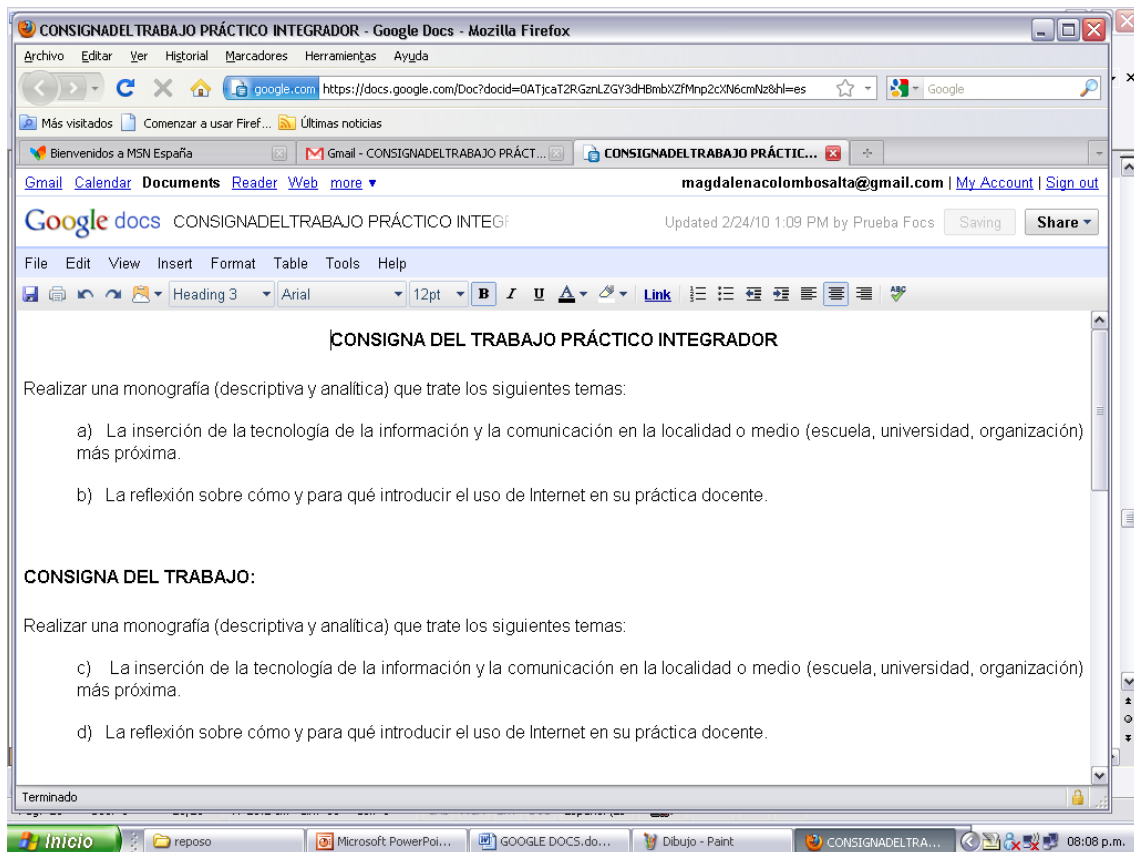 CONSIGNADELTRABAJO PRÁCTICO INTEGRADOR - Google Docs - Mozilla Firefox
Archivo Editar Ver Historial Marcadores Herramientas Ayuda
google.com https://docs.google.com/Doc?docid=0ATjcaT2RGznLZGY3dHBmbXZfMnp2cXN6cmNz&hl=es Google
Más visitados Comenzar a usar Firef... Últimas noticias
Bienvenidos a MSN España Gmail - CONSIGNADELTRABAJO PRÁCT... CONSIGNADELTRABAJO PRÁCTIC...
Gmail Calendar Documents Reader Web more ▼ magdalenacolombosalta@gmail.com | My Account | Sign out
Google docs CONSIGNADELTRABAJO PRÁCTICO INTEGR Updated 2/24/10 1:09 PM by Prueba Focs Saving Share
File Edit View Insert Format Table Tools Help
Heading 3 Arial 12pt B I U A Link ABC
CONSIGNA DEL TRABAJO PRÁCTICO INTEGRADOR
Realizar una monografía (descriptiva y analítica) que trate los siguientes temas:
a) La inserción de la tecnología de la información y la comunicación en la localidad o medio (escuela, universidad, organización)
más próxima.
b) La reflexión sobre cómo y para qué introducir el uso de Internet en su práctica docente.
CONSIGNA DEL TRABAJO:
Realizar una monografía (descriptiva y analítica) que trate los siguientes temas:
c) La inserción de la tecnología de la información y la comunicación en la localidad o medio (escuela, universidad, organización)
más próxima.
d) La reflexión sobre cómo y para qué introducir el uso de Internet en su práctica docente.
Terminado
Inicio reposo Microsoft PowerPoi... GOOGLE DOCS.do... Dibujo - Paint CONSIGNADELTRA... 08:08 p.m.